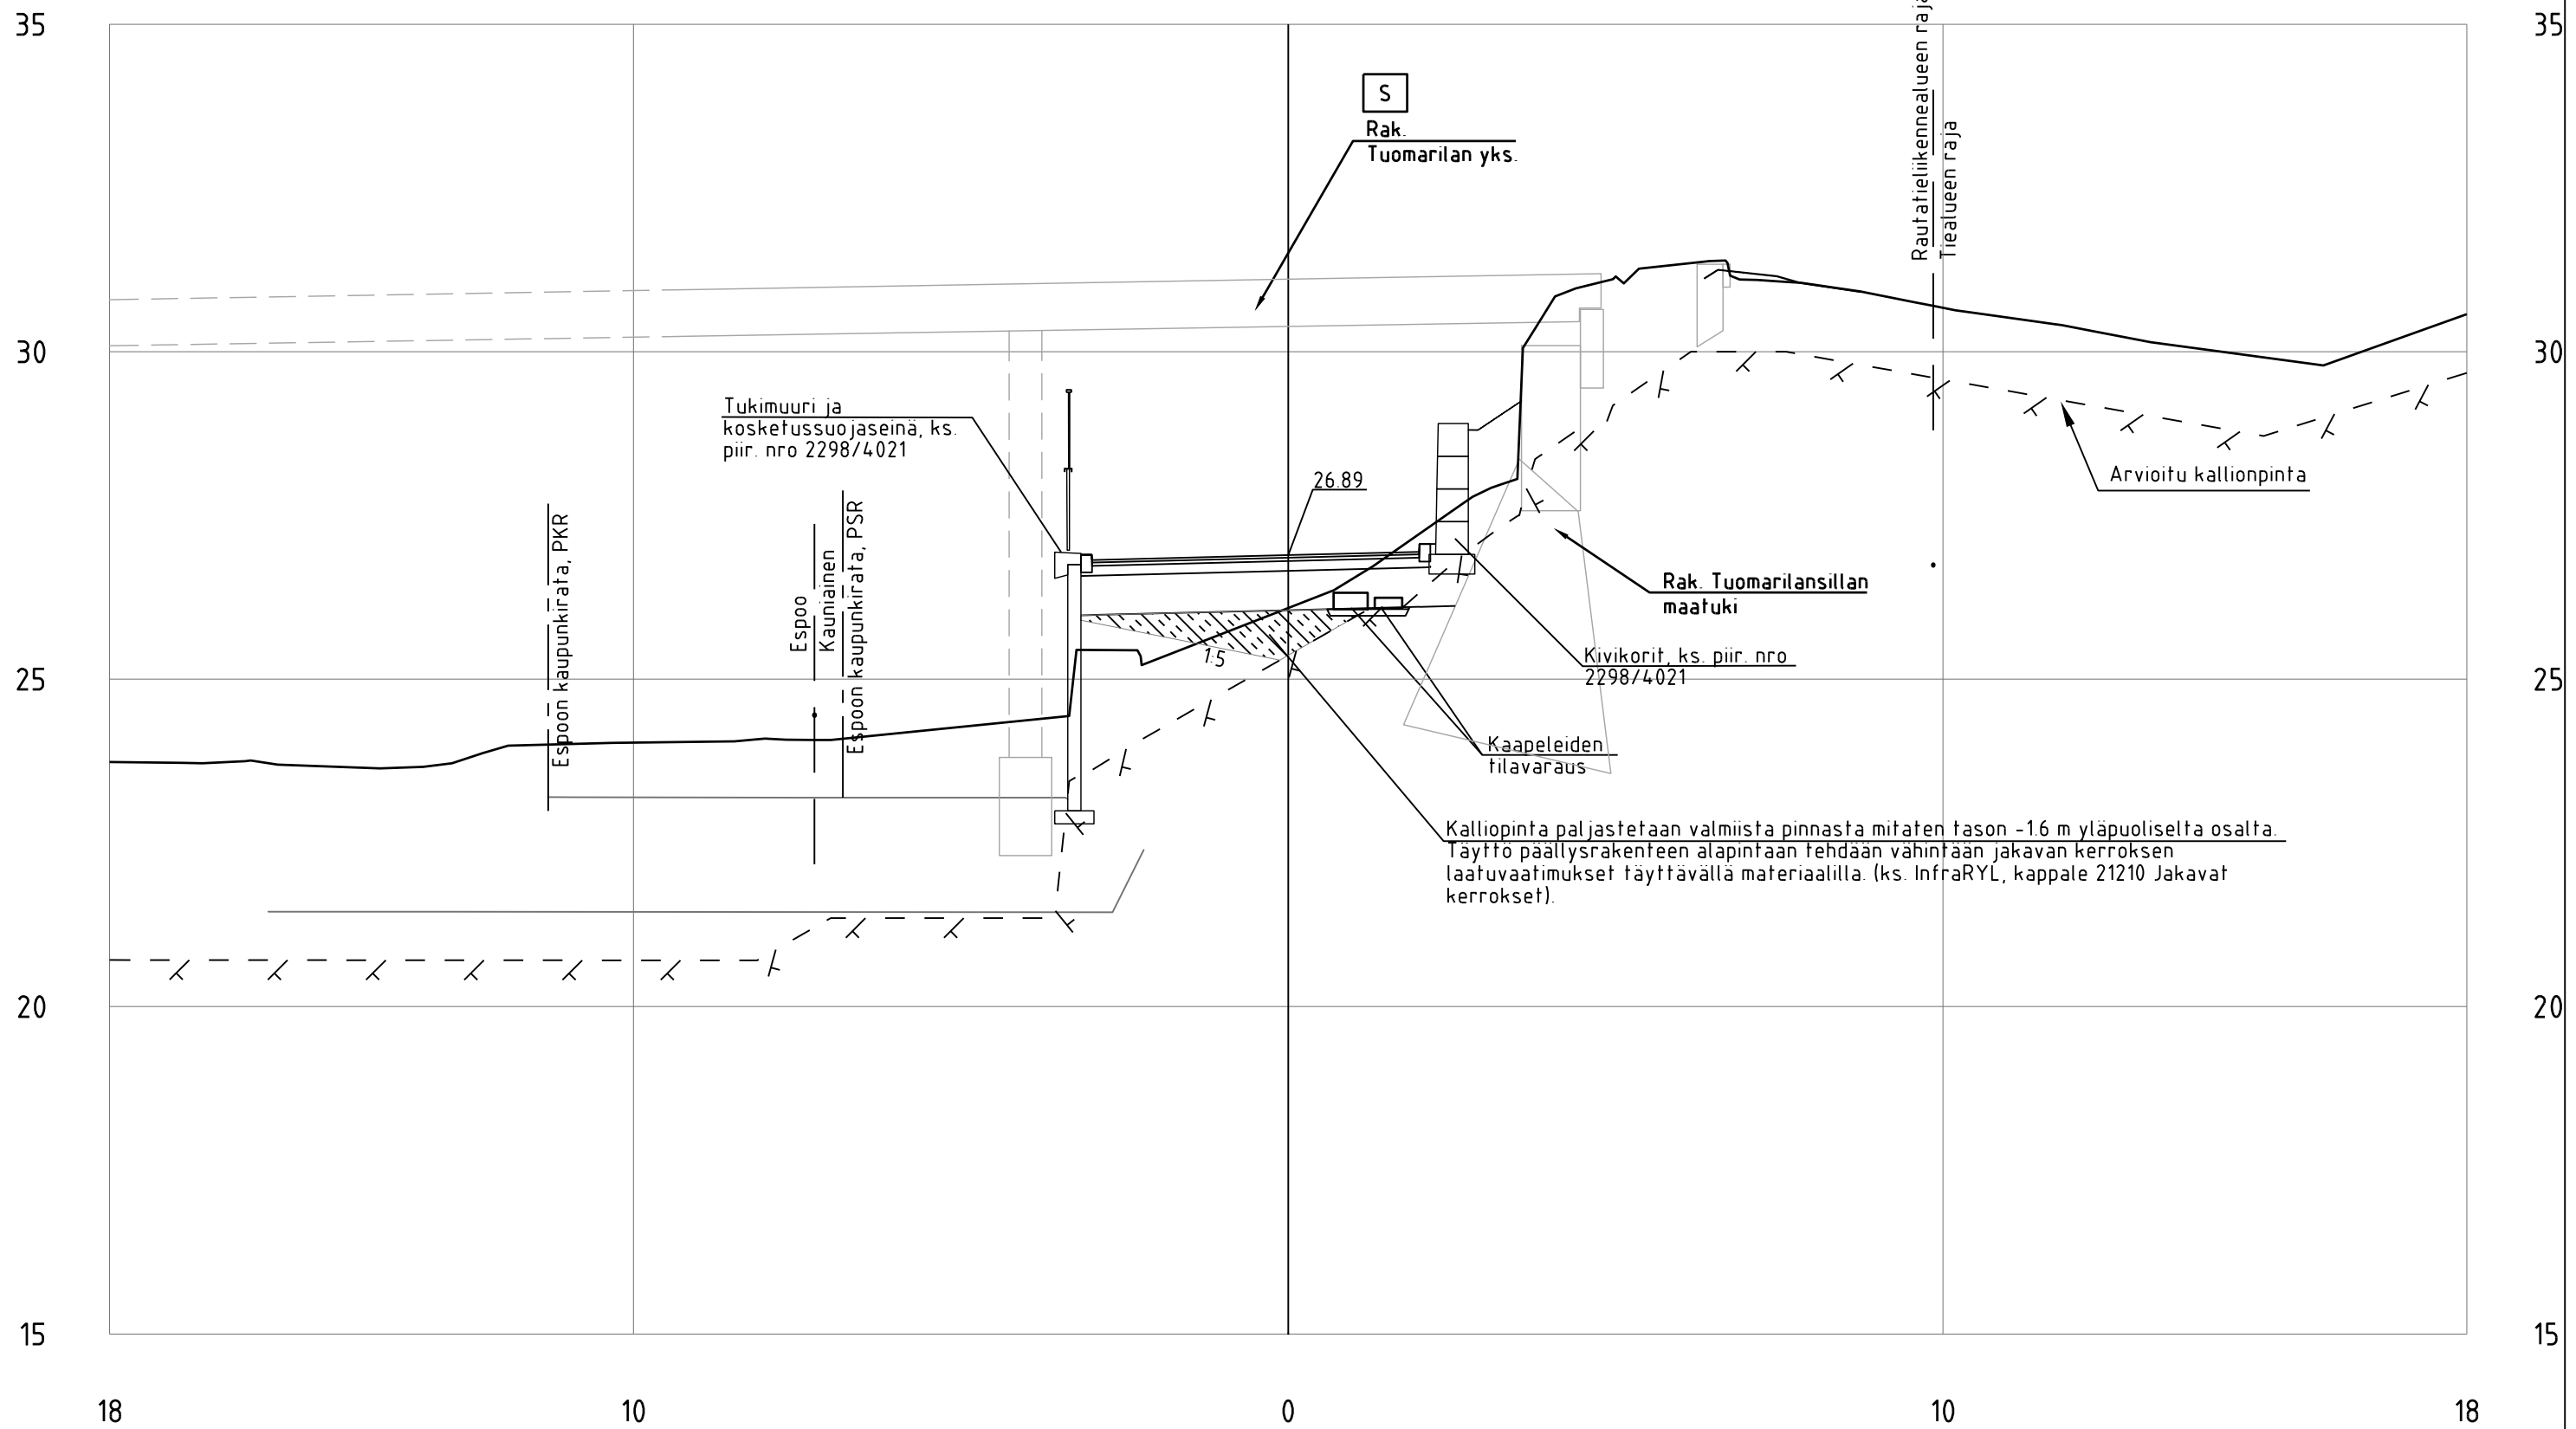 35
35
S
Rak.
Tuomarilan yks.
Rautatieliikennealueen raja
Tiealueen raja
30
30
Tukimuuri ja
kosketussuojaseinä, ks.
piir. nro 2298/4021
26.89
Arvioitu kallionpinta
Espoon kaupunkirata, PKR
Espoo
Kauniainen
Espoon kaupunkirata, PSR
Rak. Tuomarilansillan
maatuki
1:5
Kivikorit, ks. piir. nro
2298/4021
25
25
Kaapeleiden
tilavaraus
Kalliopinta paljastetaan valmiista pinnasta mitaten tason -1.6 m yläpuoliselta osalta.
Täyttö päällysrakenteen alapintaan tehdään vähintään jakavan kerroksen
laatuvaatimukset täyttävällä materiaalilla. (ks. InfraRYL, kappale 21210 Jakavat
kerrokset).
20
20
15
15
18
10
0
10
18